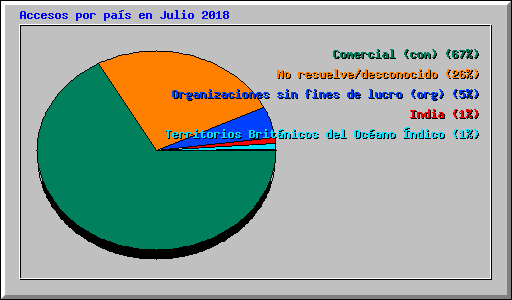 Accesos por país en Julio 2018
Comercial (com) (67%)
No resuelve/desconocido (26%)
Organizaciones sin fines de lucro (org) (5%)
India (1%)
Territorios Británicos del Océano Índico (1%)